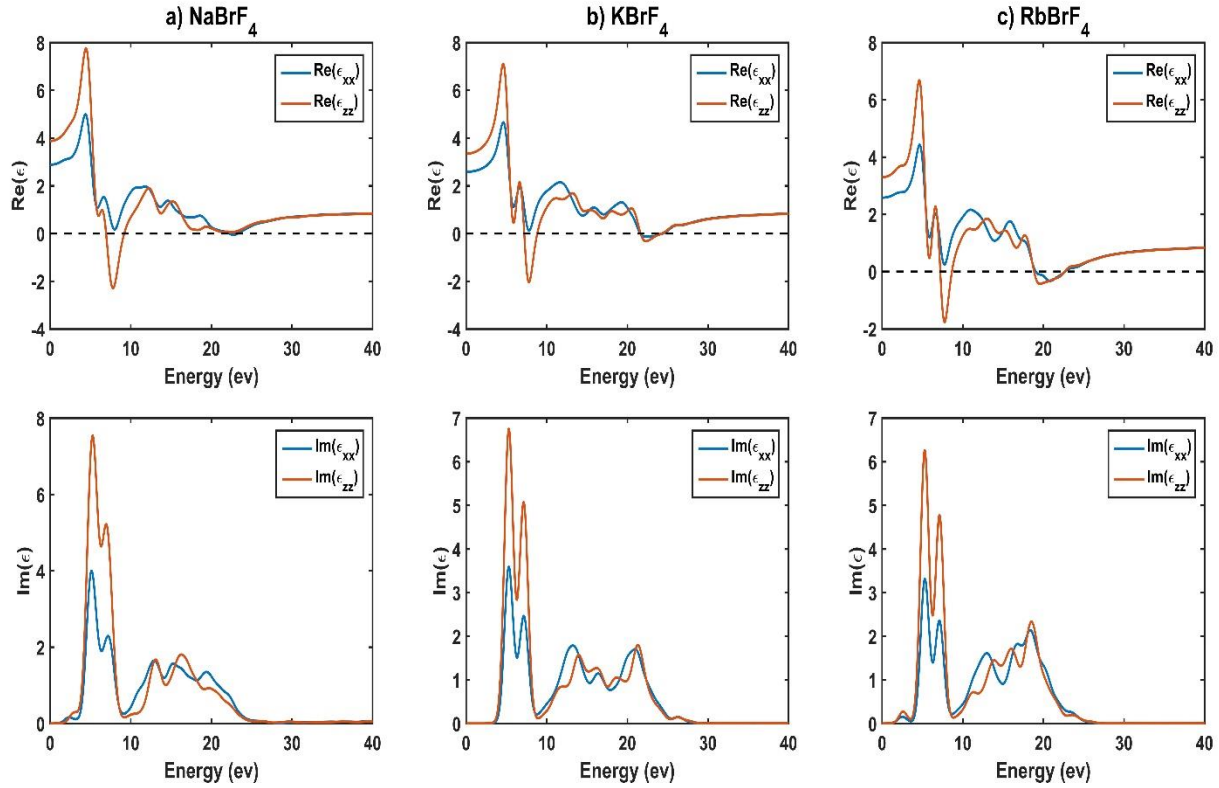 a) NaBrF4
b) KBrF4
c) RbBrF4
8
6
4
2
0
-2
-4
Re(ϵ)
Re(ϵxx)
Re(ϵzz)
0 10 20 30 40
Energy (ev)
8
6
4
2
0
-2
-4
Re(ϵ)
Re(ϵxx)
Re(ϵzz)
0 10 20 30 40
Energy (ev)
8
6
4
2
0
-2
Re(ϵ)
Re(ϵxx)
Re(ϵzz)
0 10 20 30 40
Energy (ev)
8
6
4
2
0
Im(ϵ)
Im(ϵxx)
Im(ϵzz)
0 10 20 30 40
Energy (ev)
7
6
5
4
3
2
1
0
Im(ϵ)
Im(ϵxx)
Im(ϵzz)
0 10 20 30 40
Energy (ev)
7
6
5
4
3
2
1
0
Im(ϵ)
Im(ϵxx)
Im(ϵzz)
0 10 20 30 40
Energy (ev)